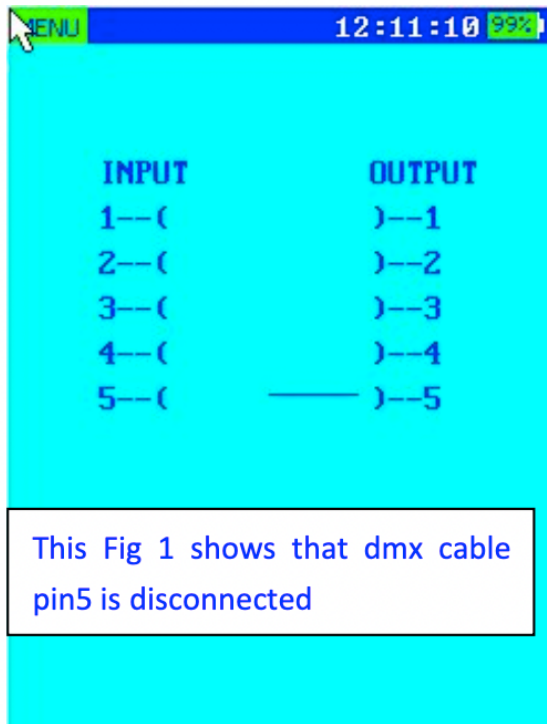 MENU 12:11:10 99%
INPUT OUTPUT
1--( )--1
2--( )--2
3--( )--3
4--( )--4
5--( )--5
This Fig 1 shows that dmx cable
pin5 is disconnected